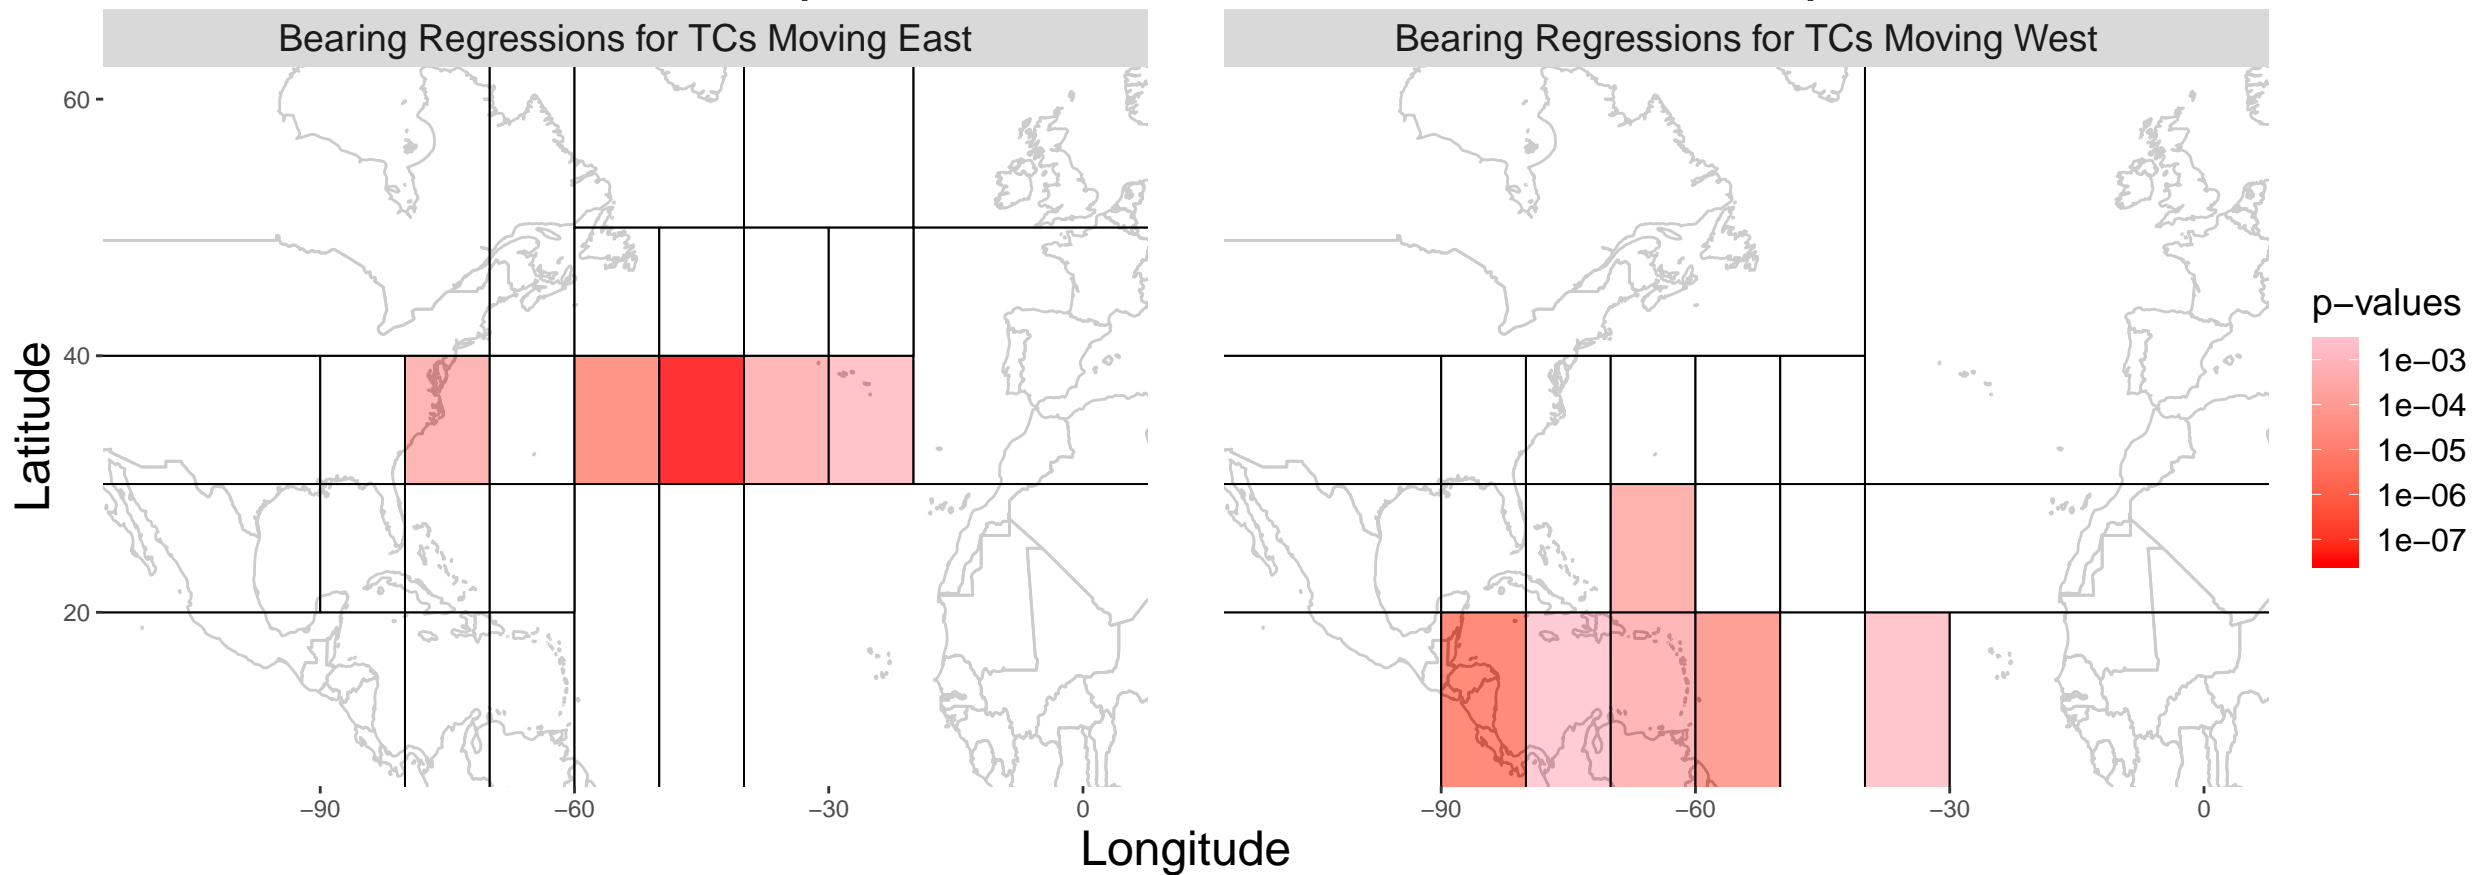 Bearing Regressions for TCs Moving East
Bearing Regressions for TCs Moving West
60
40
20
Latitude
−90
−60
−30
0
−90
−60
−30
0
Longitude
p−values
1e−03
1e−04
1e−05
1e−06
1e−07